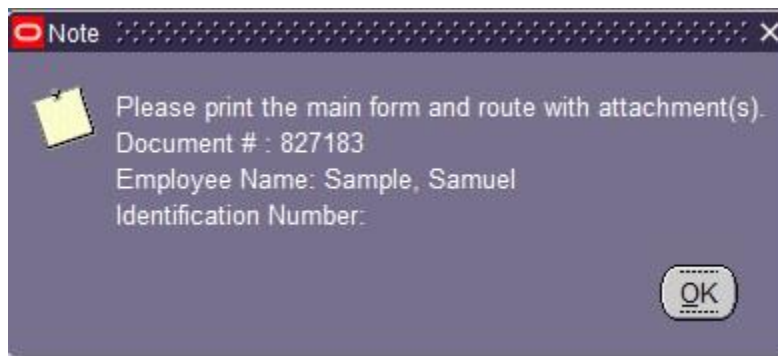 Note
Please print the main form and route with attachment(s).
Document # : 827183
Employee Name: Sample, Samuel
Identification Number:
OK